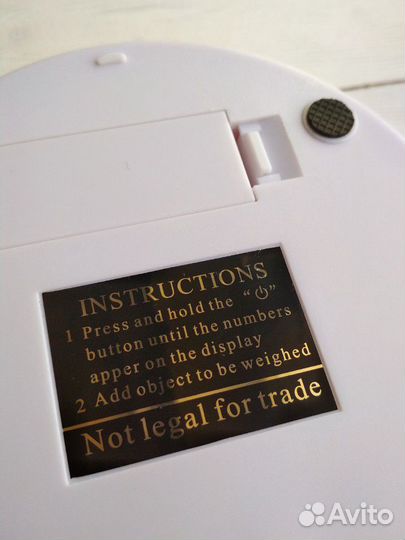 INSTRUCTIONS
1 Press and hold the “⏻”
button until the numbers
apper on the display
2 Add object to be weighed
Not legal for trade
Avito